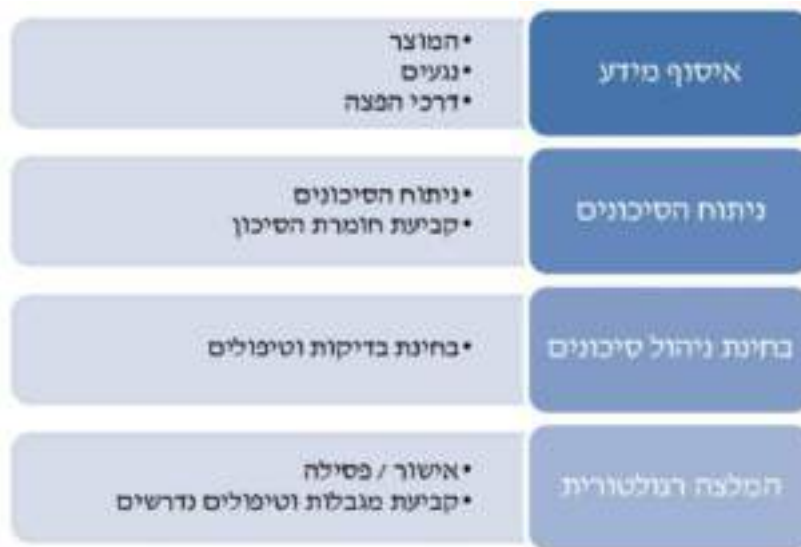 איסוף מידע
•המוצר
•נגעים
•דרכי הפצה
ניתוח הסיכונים
•ניתוח הסיכונים
•קביעת חומרת הסיכון
בחינת ניהול סיכונים
•בחינת בדיקות וטיפולים
המלצה רגולטורית
•אישור / פסילה
•קביעת מגבלות וטיפולים נדרשים